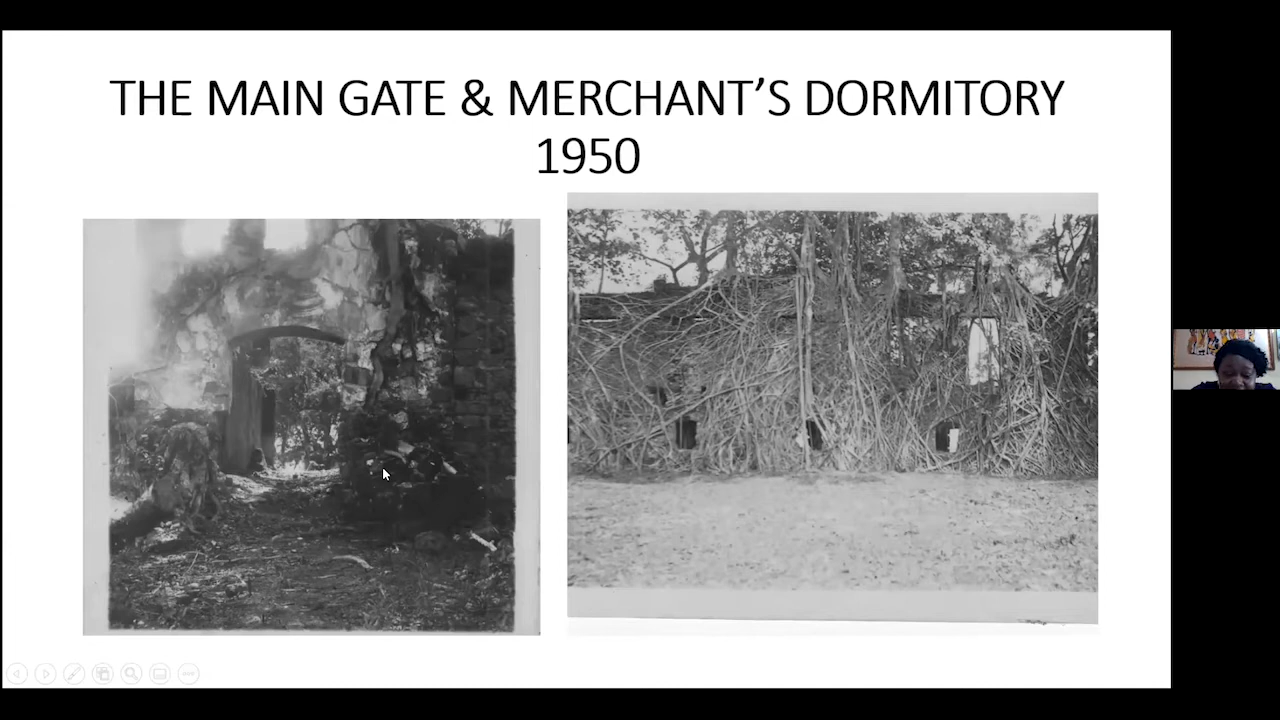 THE MAIN GATE & MERCHANT’S DORMITORY
1950